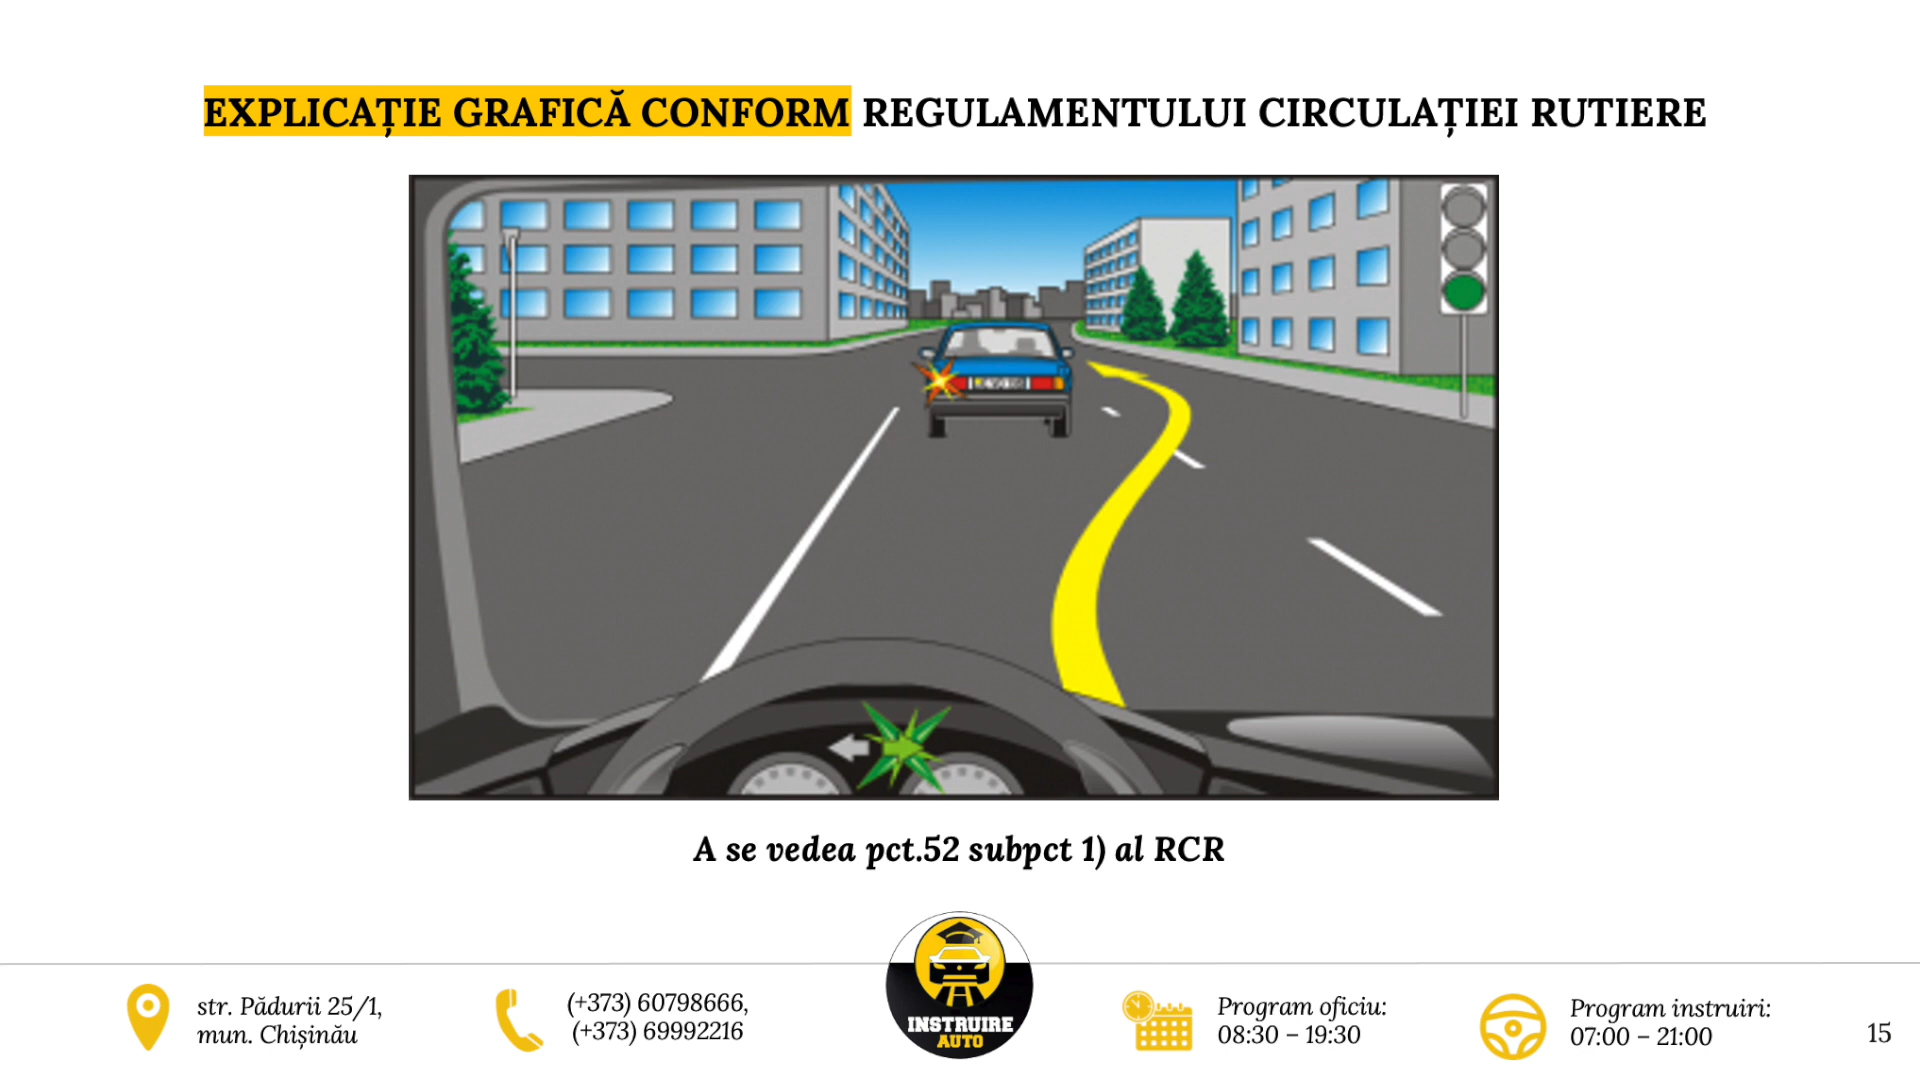 EXPLICAȚIE GRAFICĂ CONFORM REGULAMENTULUI CIRCULAȚIEI RUTIERE
A se vedea pct.52 subpct 1) al RCR
str. Pădurii 25/1,
mun. Chișinău
(+373) 60798666,
(+373) 69992216
INSTRUIRE
AUTO
Program oficiu:
08:30 – 19:30
Program instruiri:
07:00 – 21:00
15